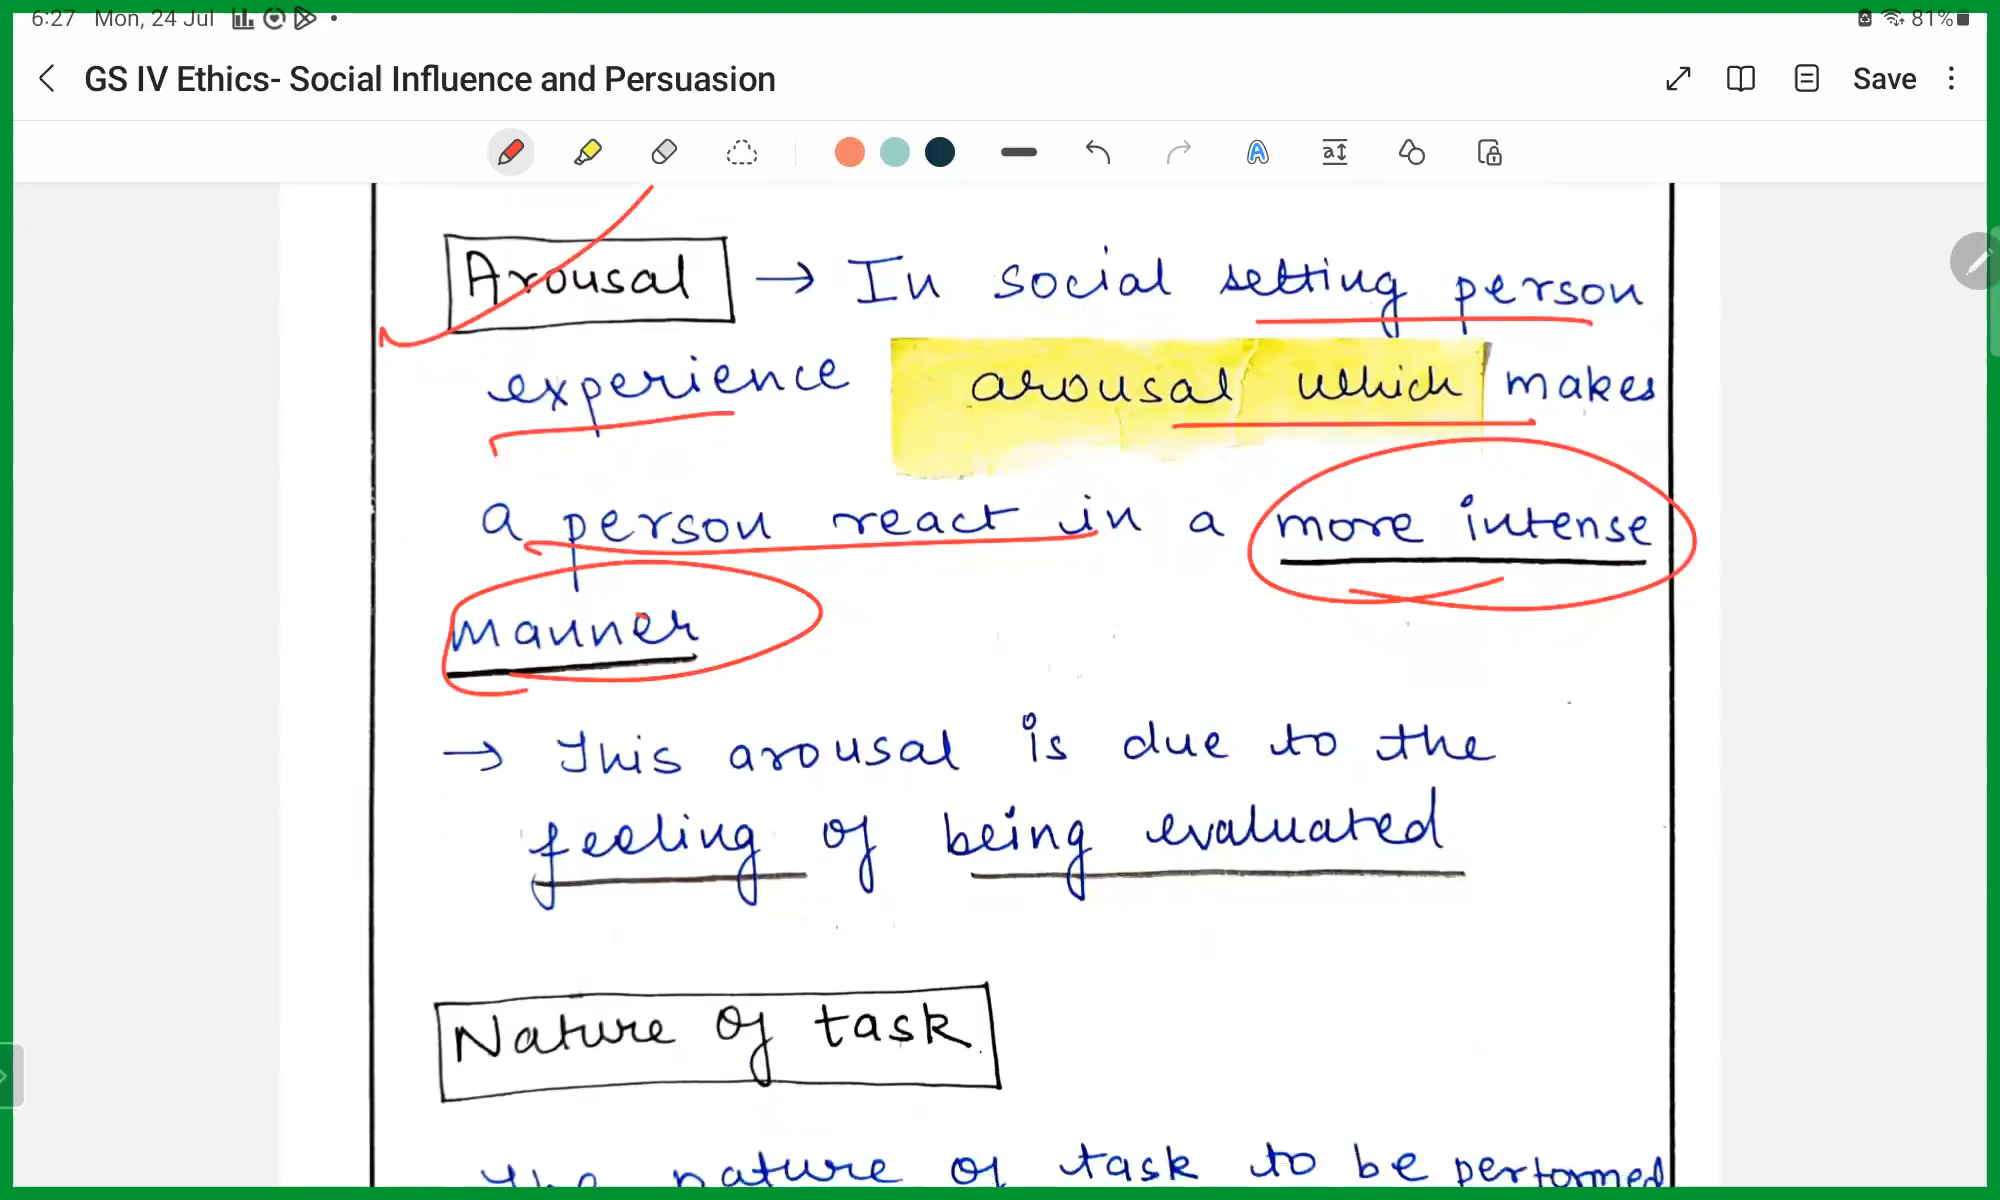 6:27 Mon, 24 Jul 81%
GS IV Ethics- Social Influence and Persuasion Save
Arousal → In social setting person
experience arousal which makes
a person react in a more intense
manner
→ This arousal is due to the
feeling of being evaluated
Nature of task
The nature of task to be performed